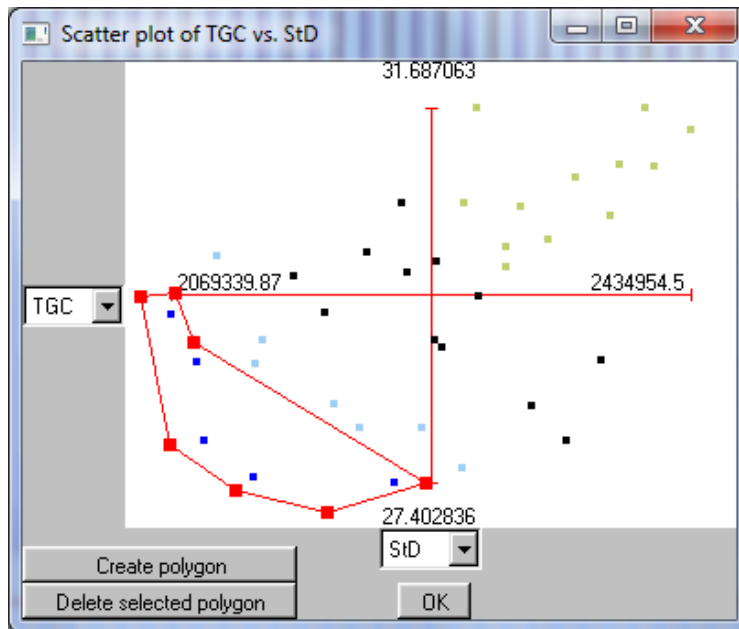 Scatter plot of TGC vs. StD
31.687063
2069339.87
2434954.5
TGC
27.402836
StD
Create polygon
Delete selected polygon
OK